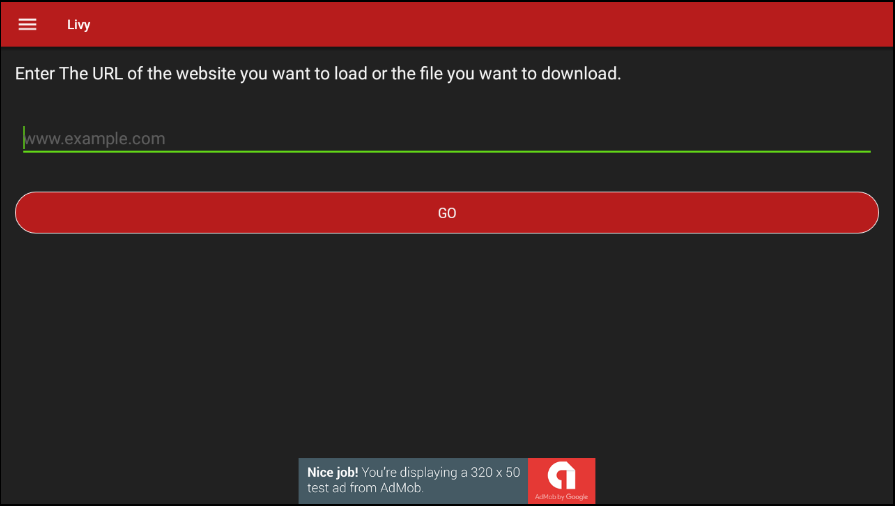 Livy
Enter The URL of the website you want to load or the file you want to download.
www.example.com
GO
Nice job! You're displaying a 320 x 50
test ad from AdMob.
AdMob by Google